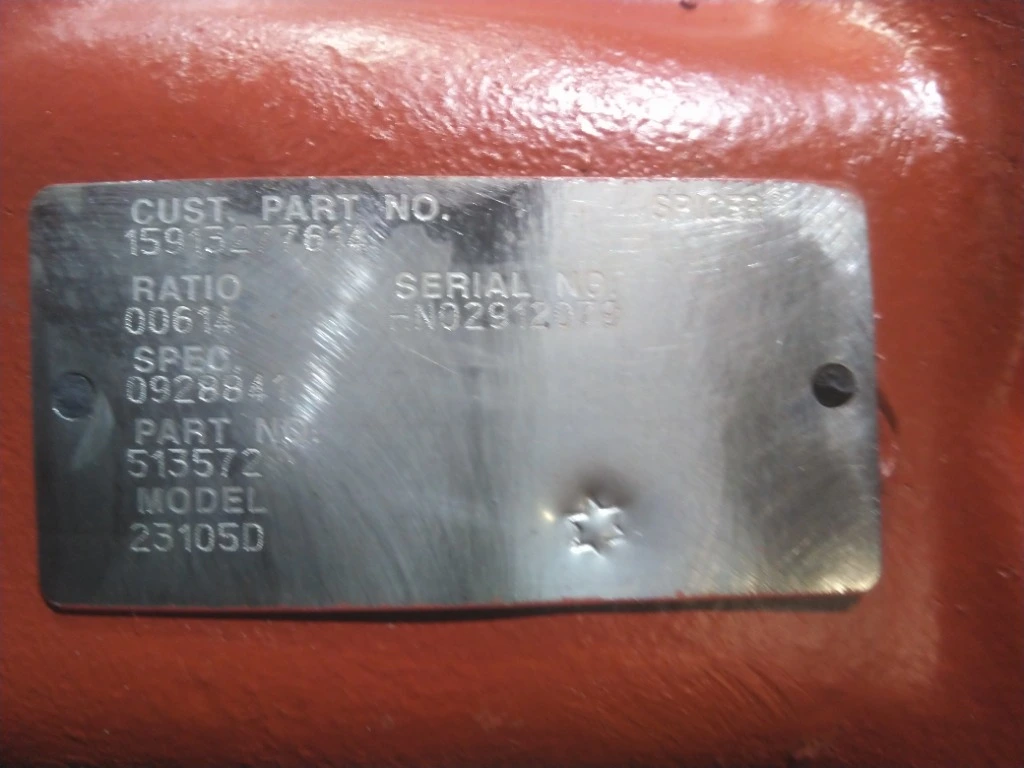 CUST. PART NO. SPICER
RATIO SERIAL NO.
00614
SPEC.
PART NO.
513572
MODEL
23105D